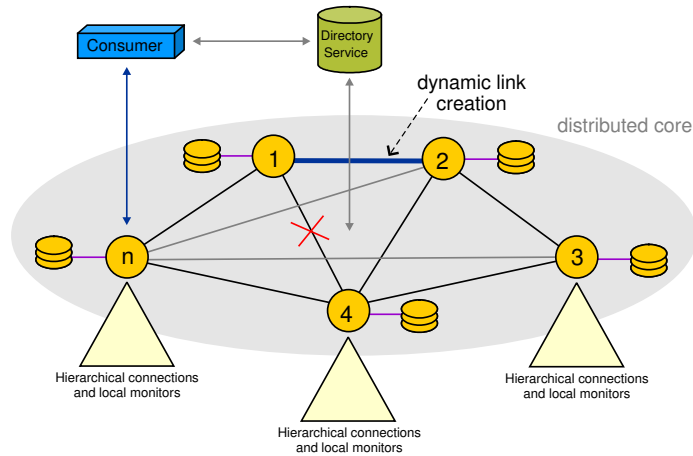 Consumer
Directory
Service
dynamic link
creation
distributed core
1
2
n
3
4
Hierarchical connections
and local monitors
Hierarchical connections
and local monitors
Hierarchical connections
and local monitors